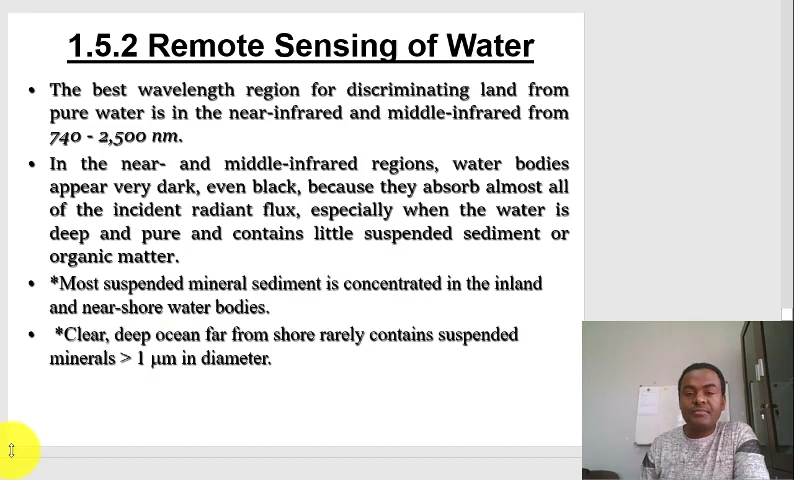 1.5.2 Remote Sensing of Water
• The best wavelength region for discriminating land from
pure water is in the near-infrared and middle-infrared from
740 - 2,500 nm.
• In the near- and middle-infrared regions, water bodies
appear very dark, even black, because they absorb almost all
of the incident radiant flux, especially when the water is
deep and pure and contains little suspended sediment or
organic matter.
• *Most suspended mineral sediment is concentrated in the inland
and near-shore water bodies.
• *Clear, deep ocean far from shore rarely contains suspended
minerals > 1 μm in diameter.